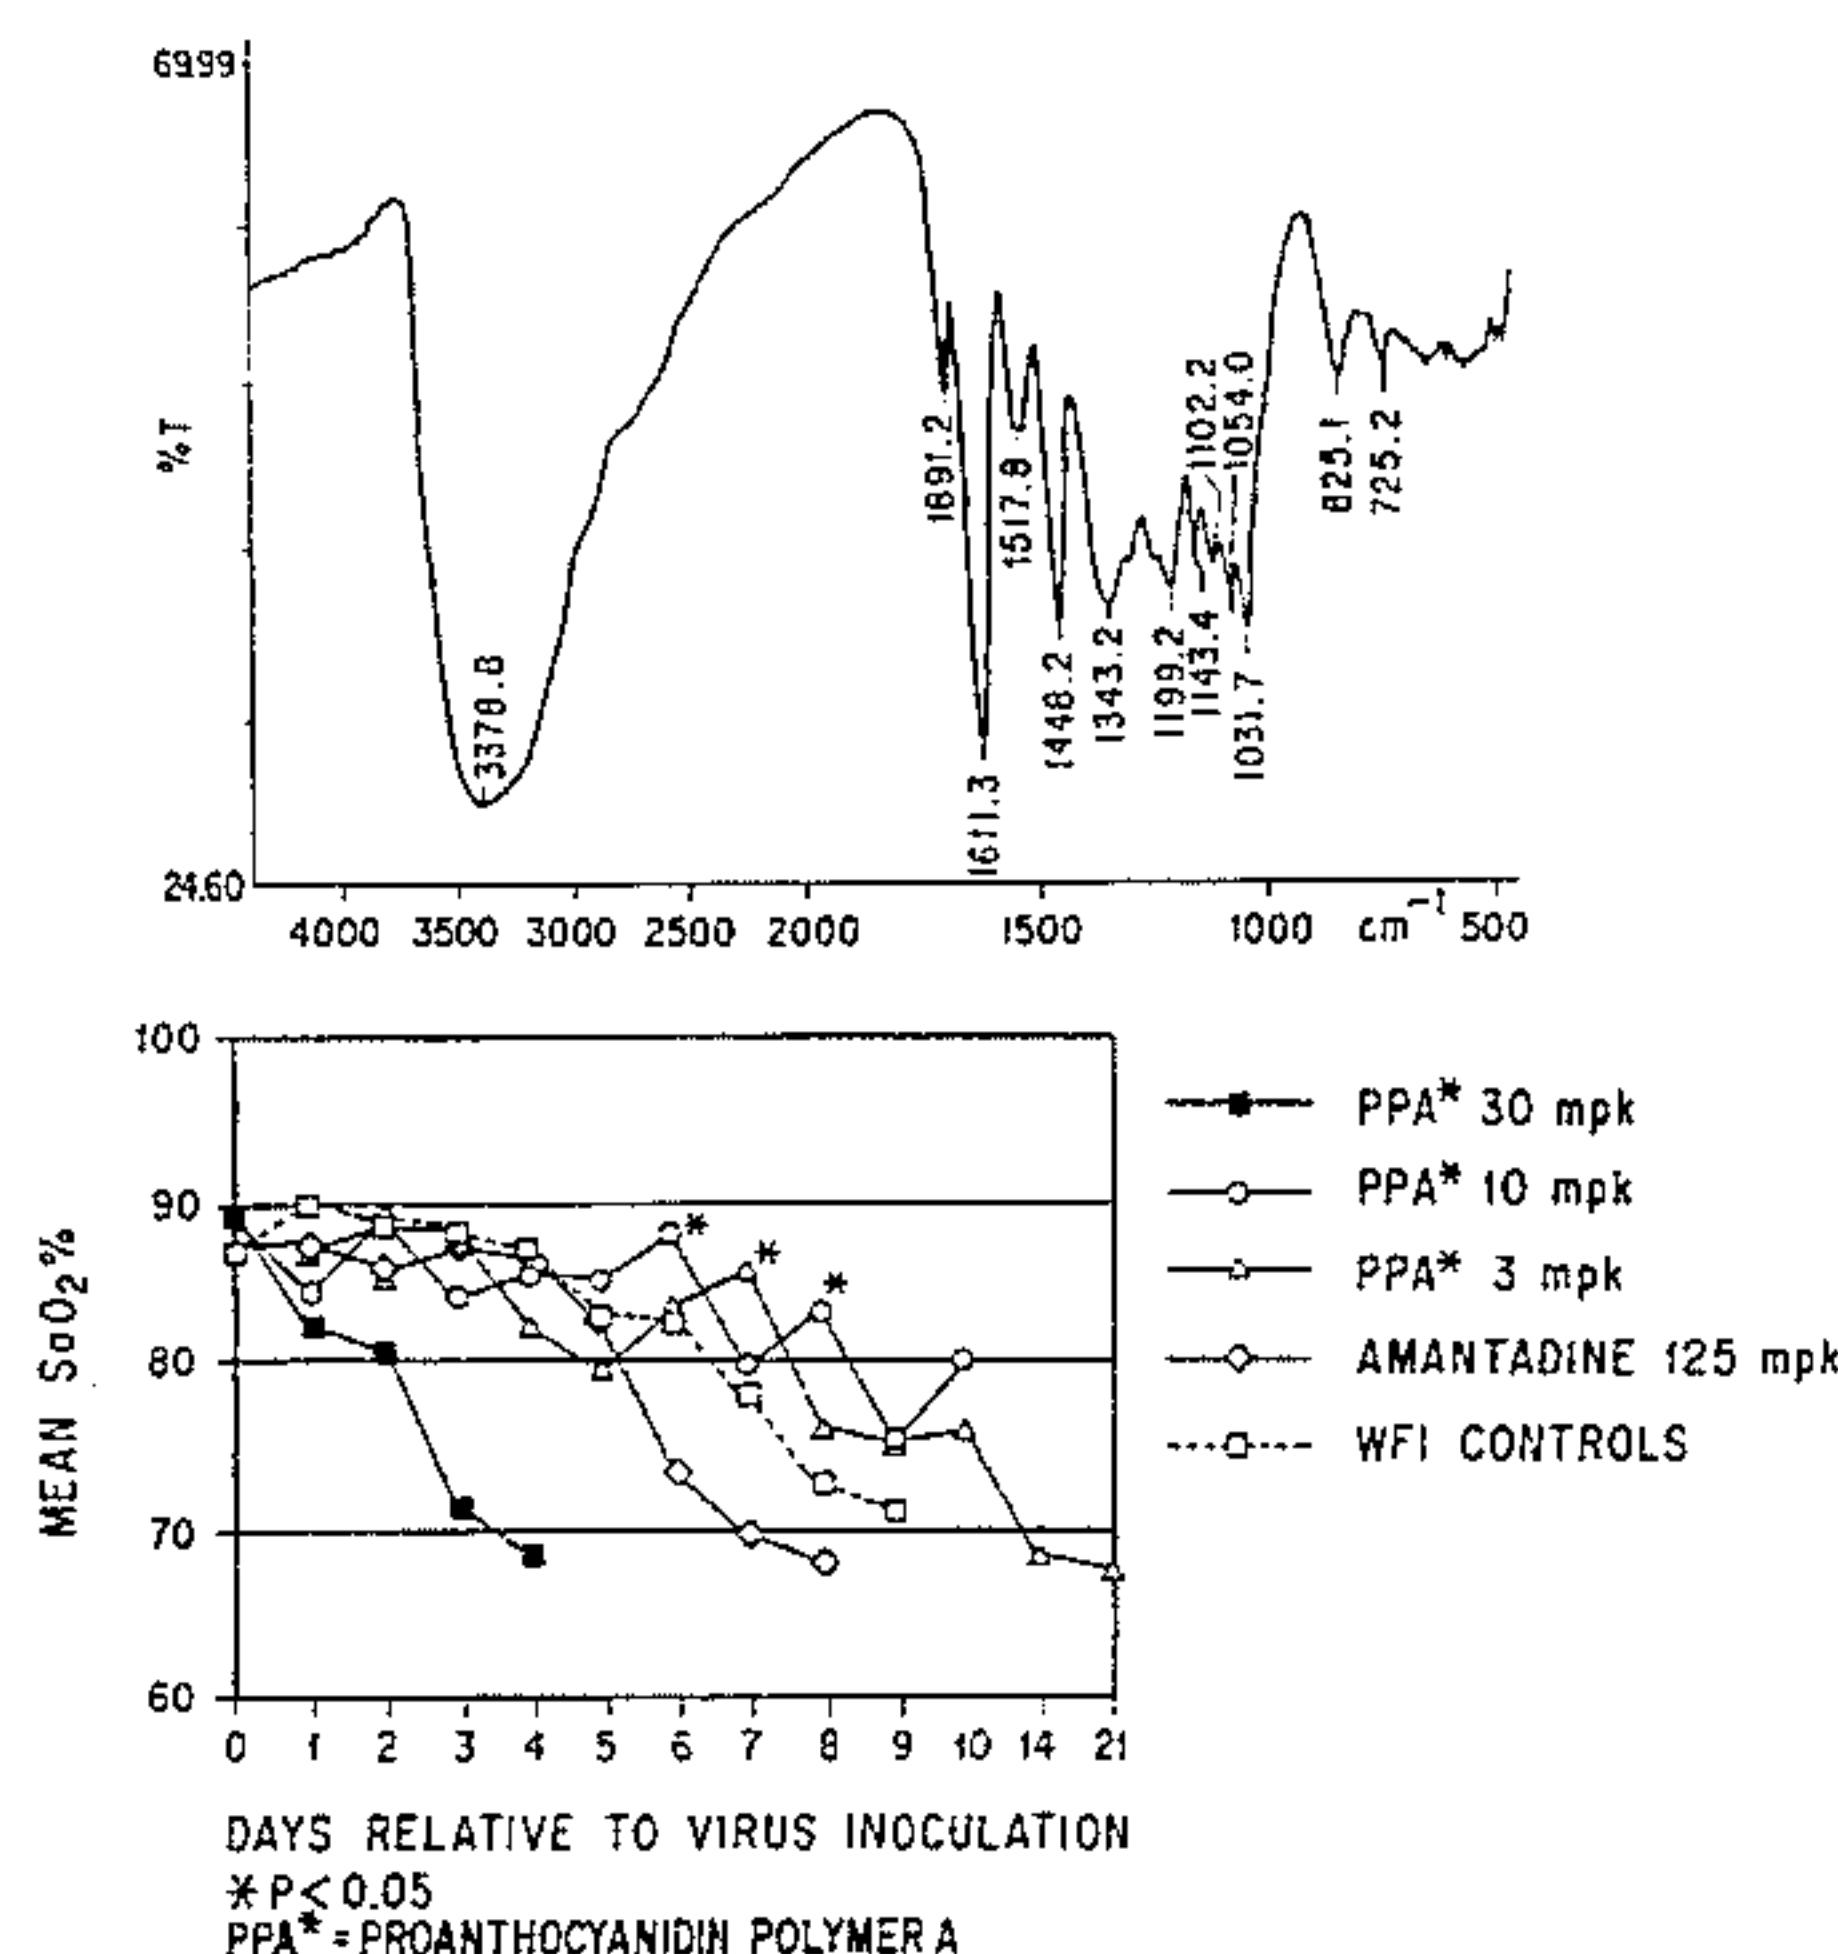 69.99
%T
24.60
3378.8
1691.2
1611.3
1517.8
1448.2
1343.2
1199.2
1143.4
1102.2
1054.0
1031.7
825.1
725.2
4000 3500 3000 2500 2000 1500 1000 cm-1 500
100
90
80
70
60
MEAN SaO2%
0 1 2 3 4 5 6 7 8 9 10 14 21
* * *
PPA* 30 mpk
PPA* 10 mpk
PPA* 3 mpk
AMANTADINE 125 mpk
WFI CONTROLS
DAYS RELATIVE TO VIRUS INOCULATION
* P< 0.05
PPA* = PROANTHOCYANIDIN POLYMER A